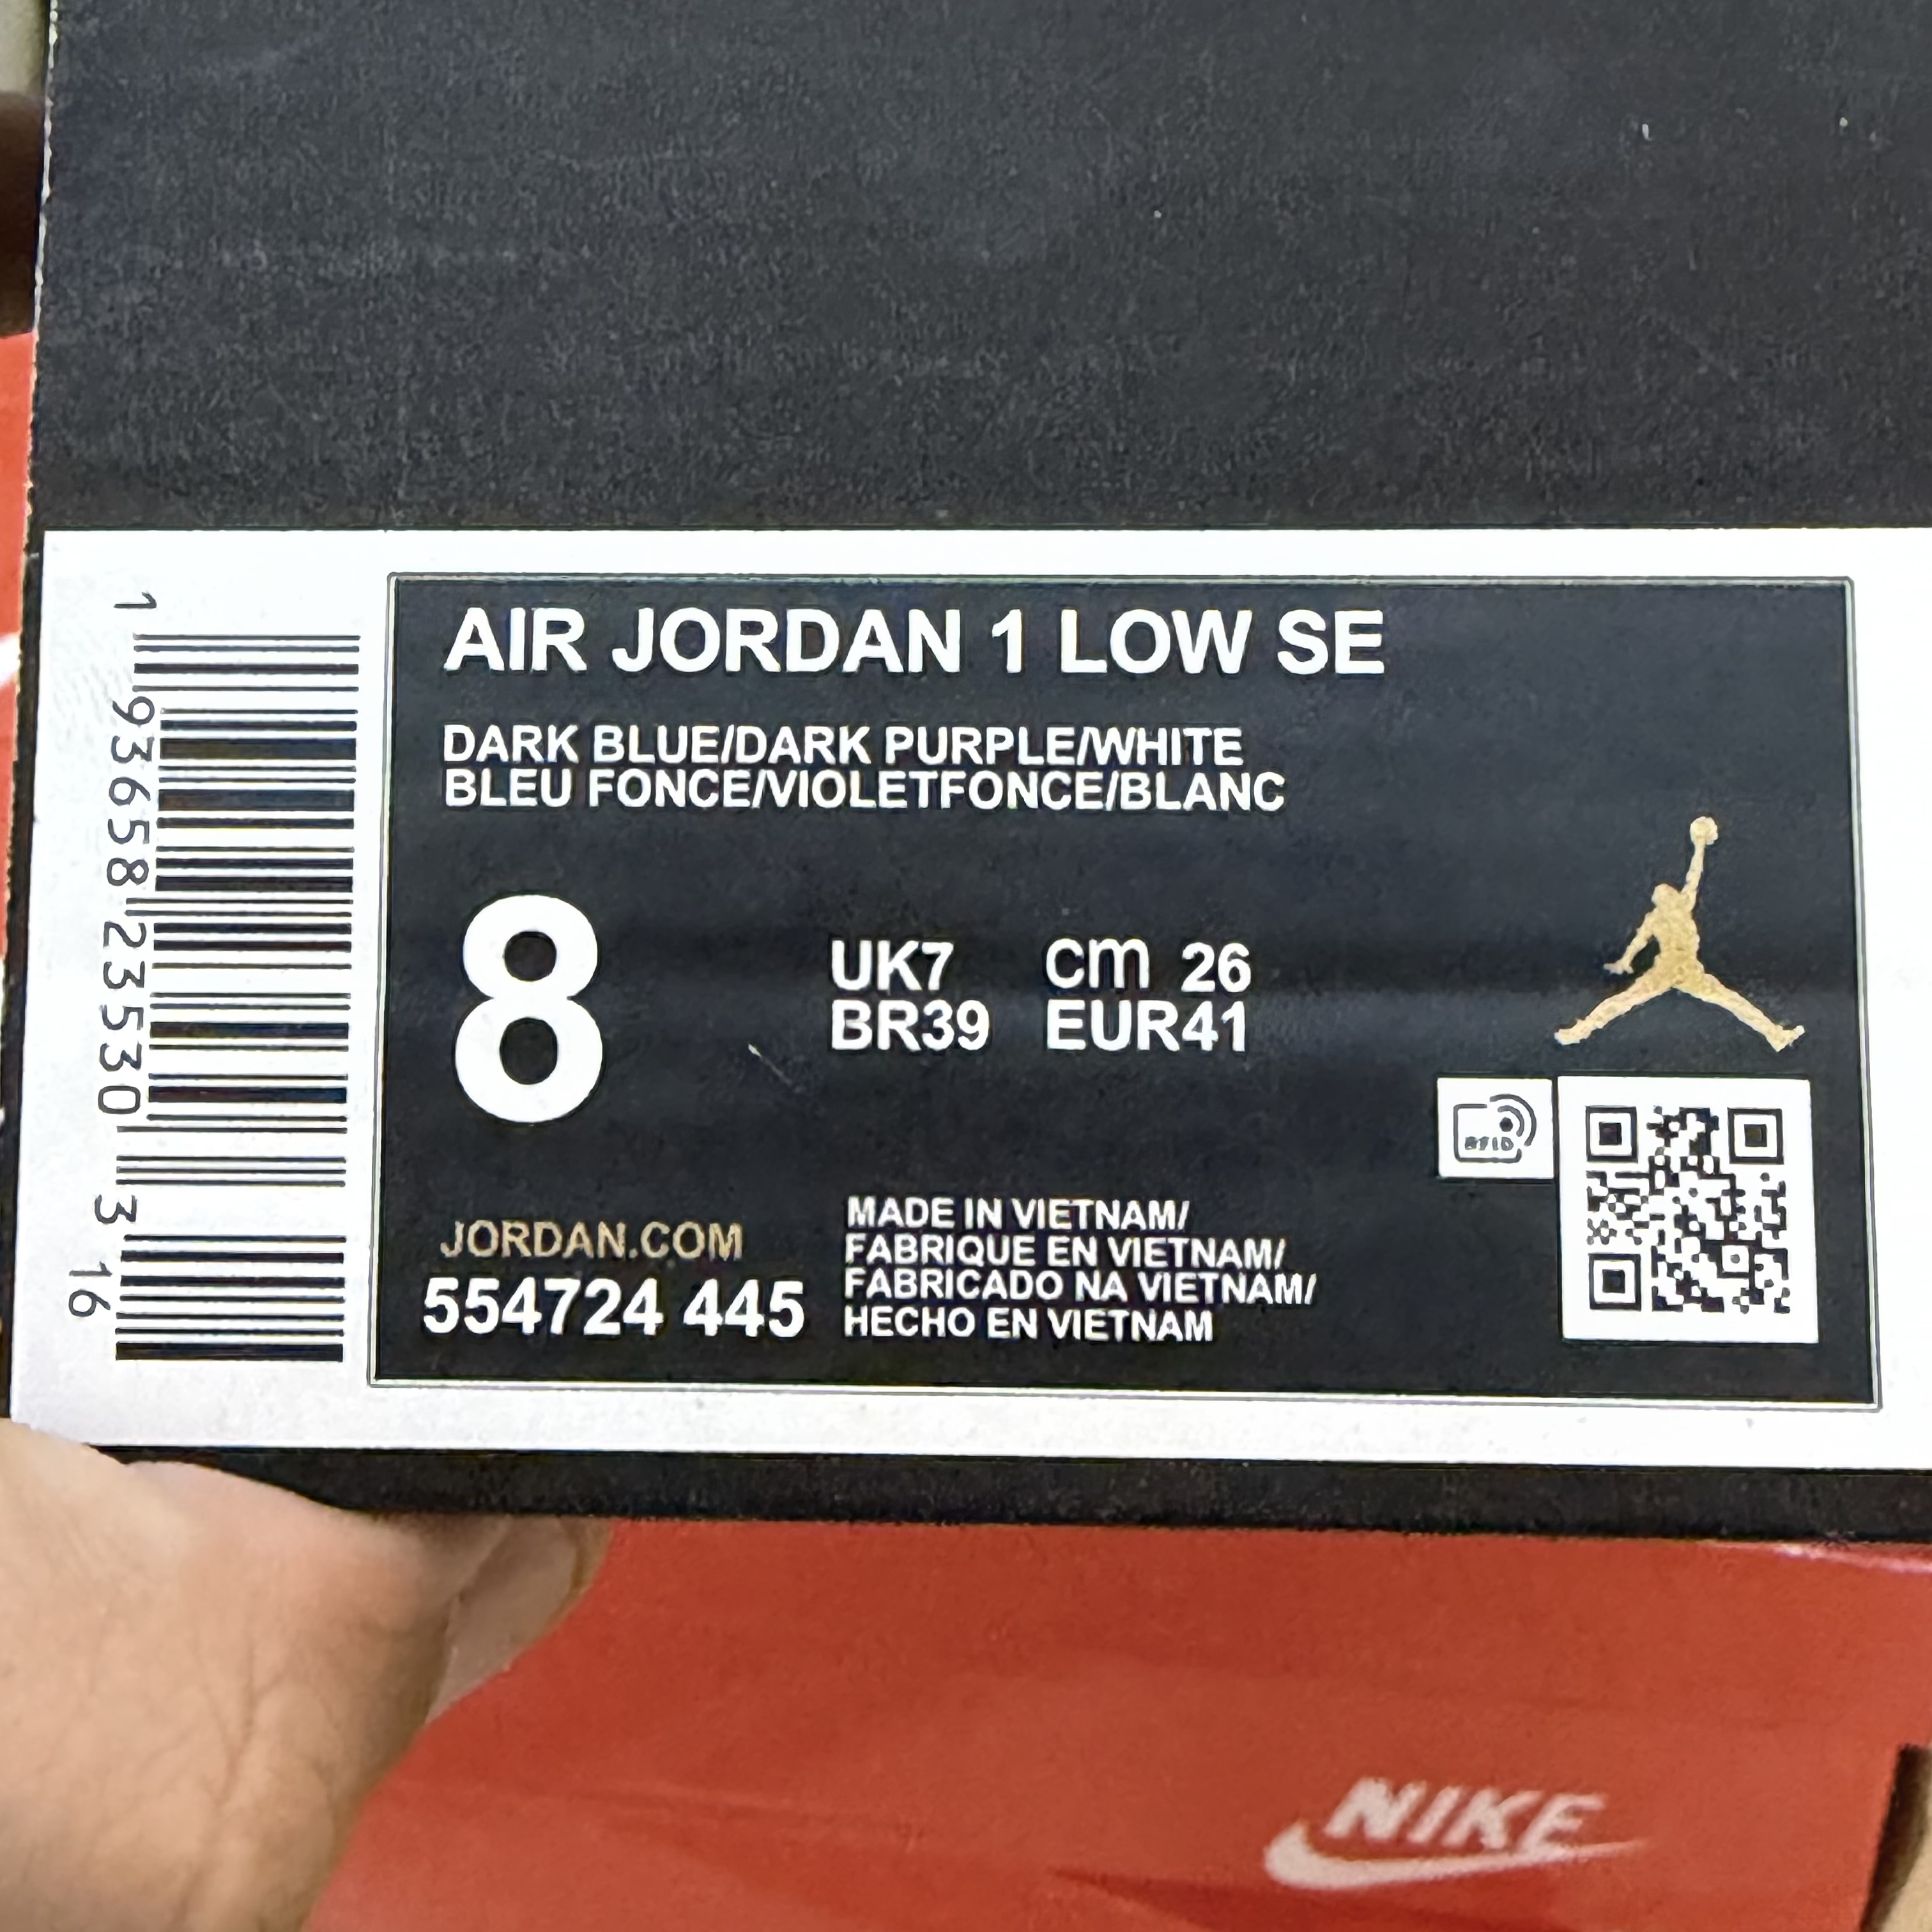 AIR JORDAN 1 LOW SE
DARK BLUE/DARK PURPLE/WHITE
BLEU FONCE/VIOLETFONCE/BLANC
8
UK7 cm 26
BR39 EUR41
RFID
JORDAN.COM
554724 445
MADE IN VIETNAM/
FABRIQUE EN VIETNAM/
FABRICADO NA VIETNAM/
HECHO EN VIETNAM
1 93658 23530 3 16
NIKE